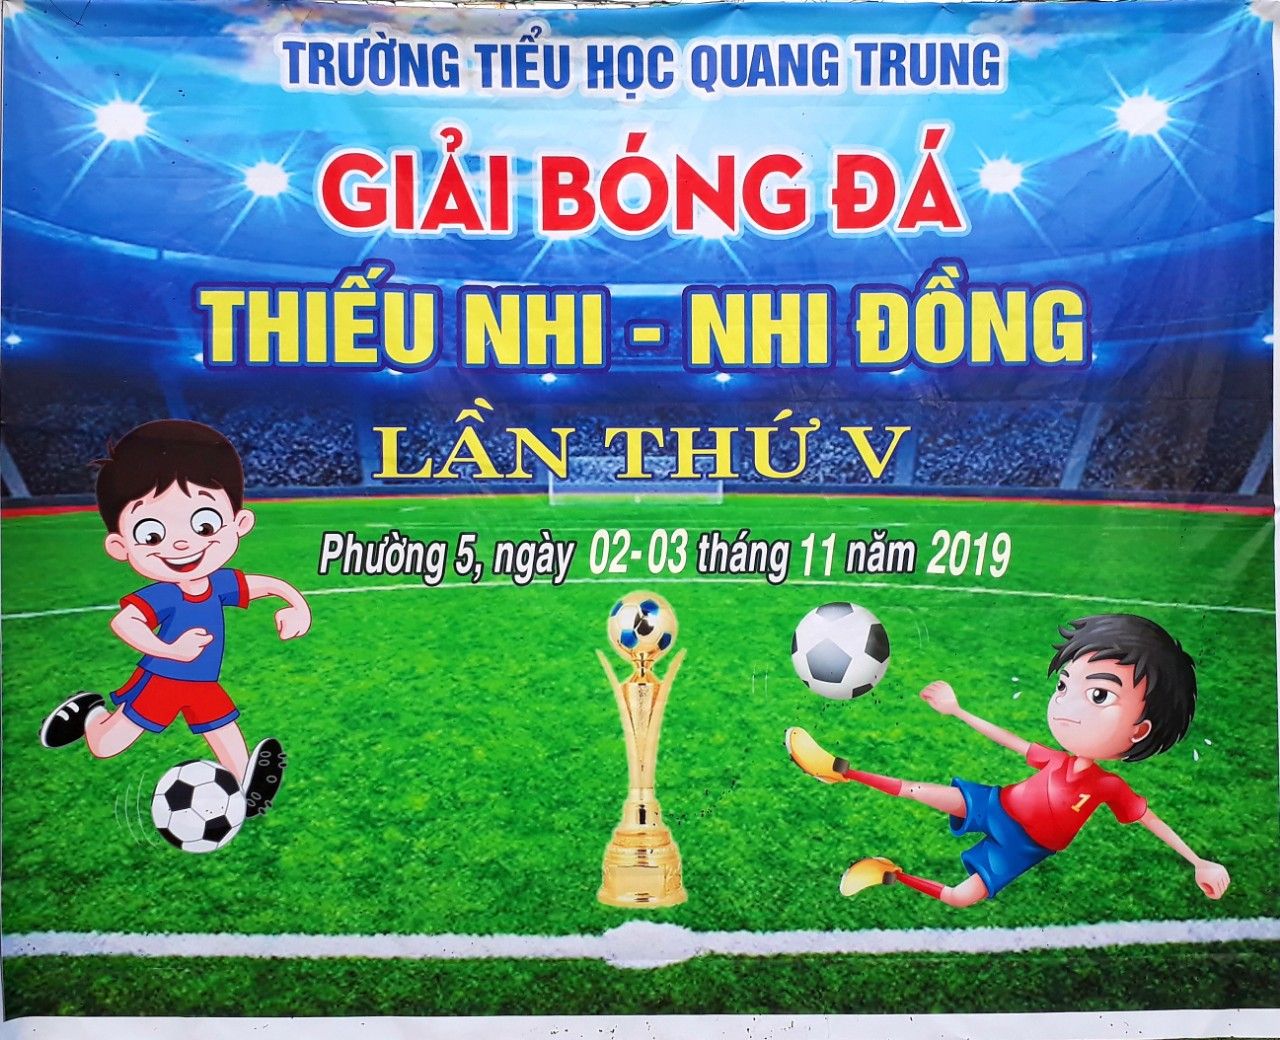 TRƯỜNG TIỂU HỌC QUANG TRUNG
GIẢI BÓNG ĐÁ
THIẾU NHI - NHI ĐỒNG
LẦN THỨ V
Phường 5, ngày 02-03 tháng 11 năm 2019
1